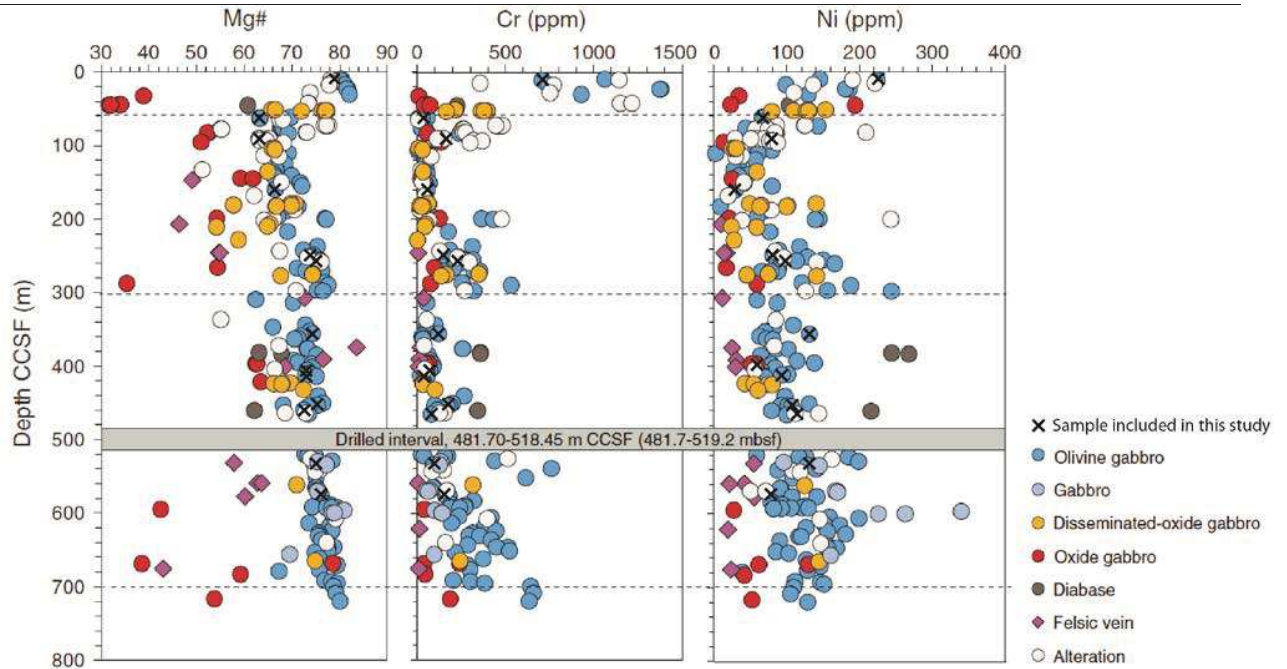 Mg# Cr (ppm) Ni (ppm)
30 50 70 90 0 500 1000 1500 0 100 200 300 400
0
100
200
300
400
500
600
700
800
Depth CCSF (m)
Drilled interval, 481.70-518.45 m CCSF (481.7-519.2 mbsf)
Sample included in this study
Olivine gabbro
Gabbro
Disseminated-oxide gabbro
Oxide gabbro
Diabase
Felsic vein
Alteration